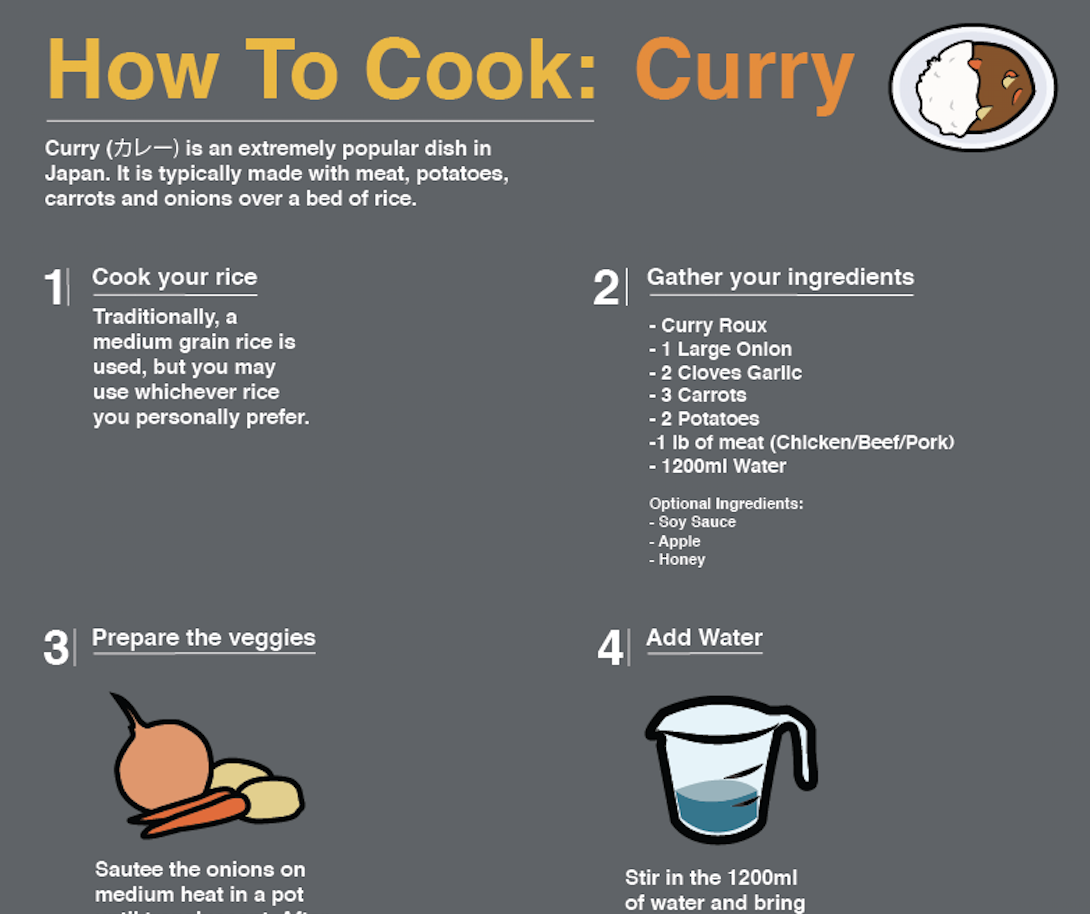 How To Cook: Curry
Curry (カレー) is an extremely popular dish in
Japan. It is typically made with meat, potatoes,
carrots and onions over a bed of rice.
1 Cook your rice
Traditionally, a
medium grain rice is
used, but you may
use whichever rice
you personally prefer.
2 Gather your ingredients
- Curry Roux
- 1 Large Onion
- 2 Cloves Garlic
- 3 Carrots
- 2 Potatoes
-1 lb of meat (Chicken/Beef/Pork)
- 1200ml Water
Optional Ingredients:
- Soy Sauce
- Apple
- Honey
3 Prepare the veggies
Sautee the onions on
medium heat in a pot
4 Add Water
Stir in the 1200ml
of water and bring